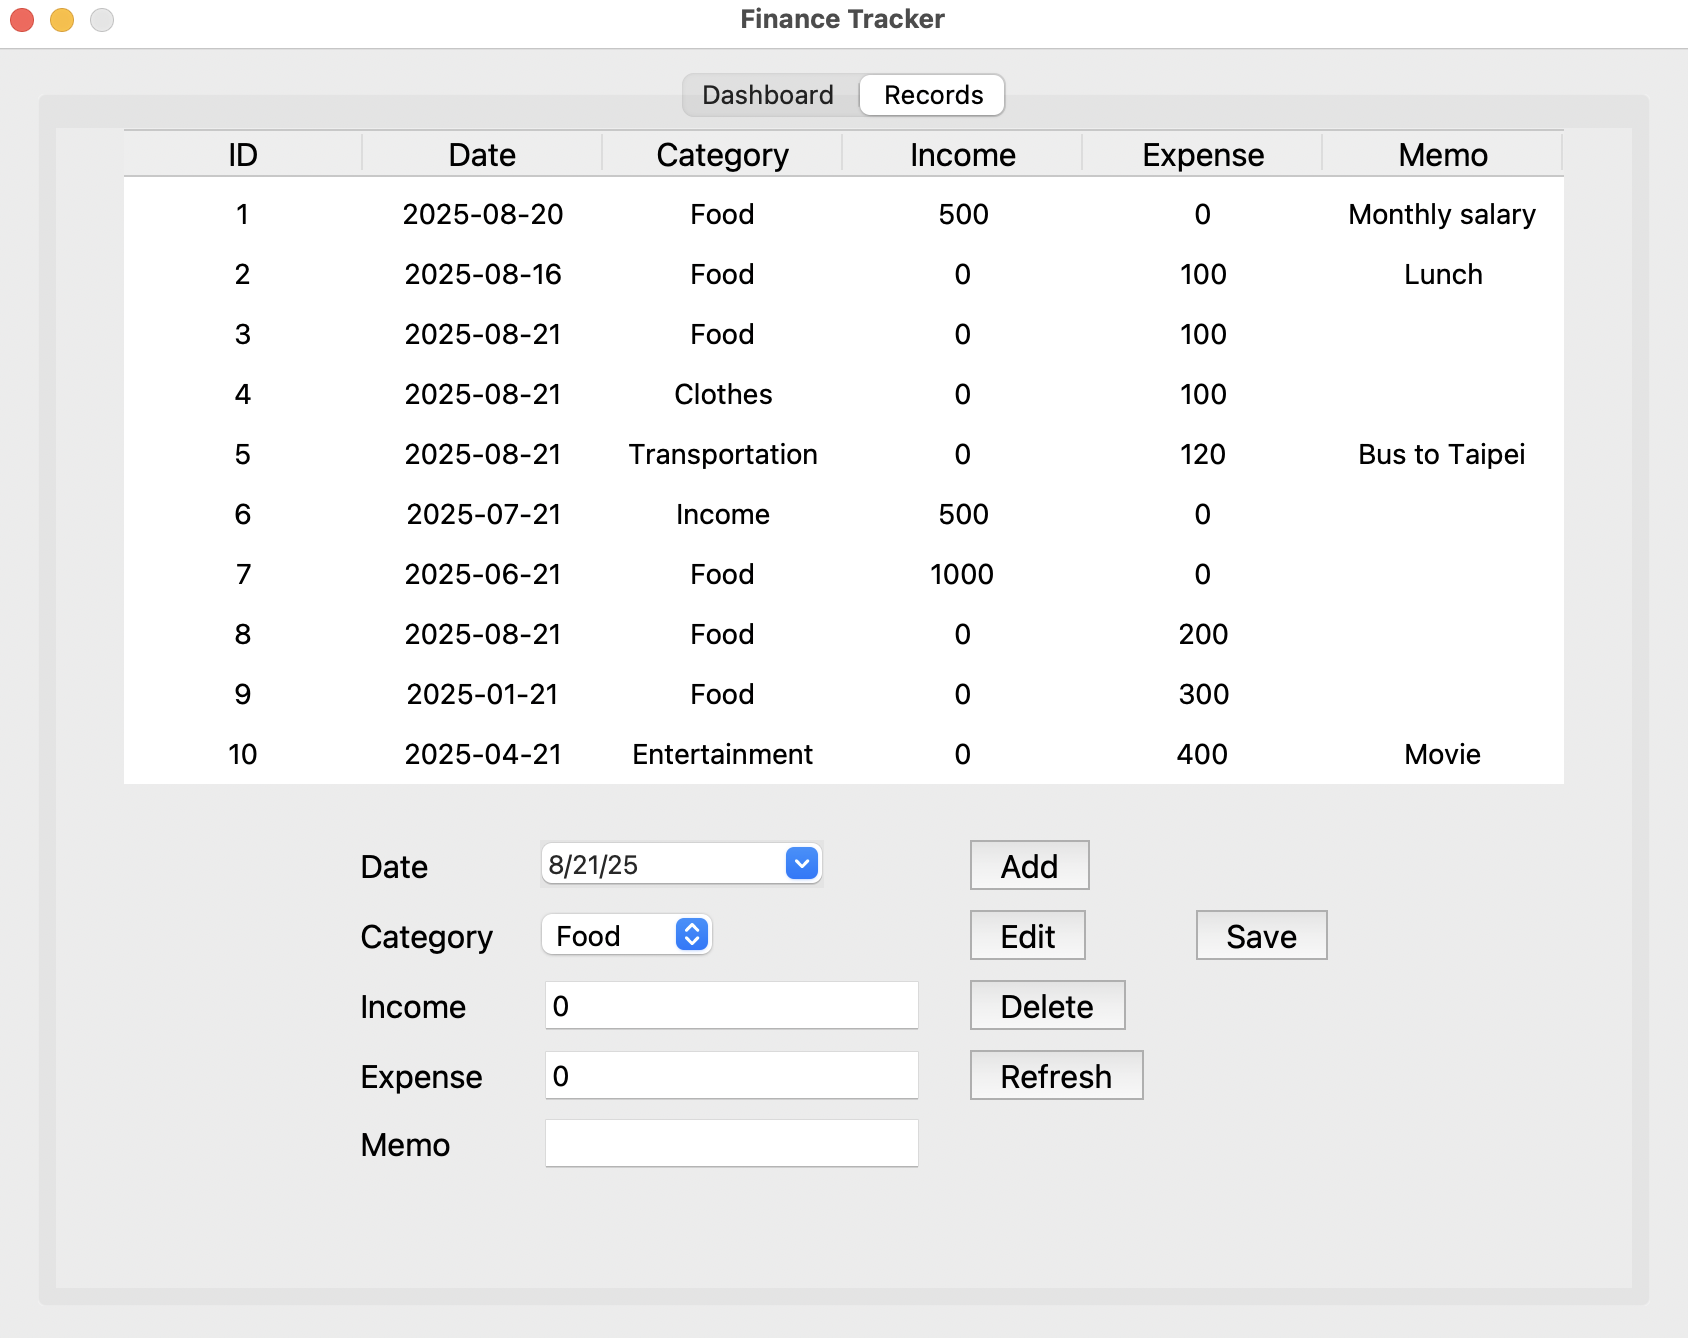 Finance Tracker
Dashboard Records
ID Date Category Income Expense Memo
1 2025-08-20 Food 500 0 Monthly salary
2 2025-08-16 Food 0 100 Lunch
3 2025-08-21 Food 0 100
4 2025-08-21 Clothes 0 100
5 2025-08-21 Transportation 0 120 Bus to Taipei
6 2025-07-21 Income 500 0
7 2025-06-21 Food 1000 0
8 2025-08-21 Food 0 200
9 2025-01-21 Food 0 300
10 2025-04-21 Entertainment 0 400 Movie
Date 8/21/25 Add
Category Food Edit Save
Income 0 Delete
Expense 0 Refresh
Memo